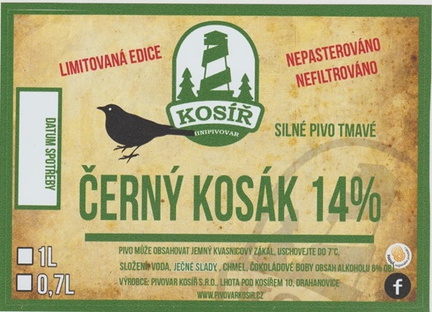 LIMITOVANÁ EDICE
NEPASTEROVÁNO
NEFILTROVÁNO
KOSÍŘ
MINIPIVOVAR
SILNÉ PIVO TMAVÉ
DATUM SPOTŘEBY
ČERNÝ KOSÁK 14%
1L
0,7L
PIVO MŮŽE OBSAHOVAT JEMNÝ KVASNICOVÝ ZÁKAL, USCHOVEJTE DO 7°C,
SLOŽENÍ: VODA, JEČNÉ SLADY , CHMEL, ČOKOLÁDOVÉ BOBY OBSAH ALKOHOLU 6% OBJ
VÝROBCE: PIVOVAR KOSÍŘ S.R.O., LHOTA POD KOSÍŘEM 10, DRAHANOVICE
WWW.PIVOVARKOSIR.CZ
f